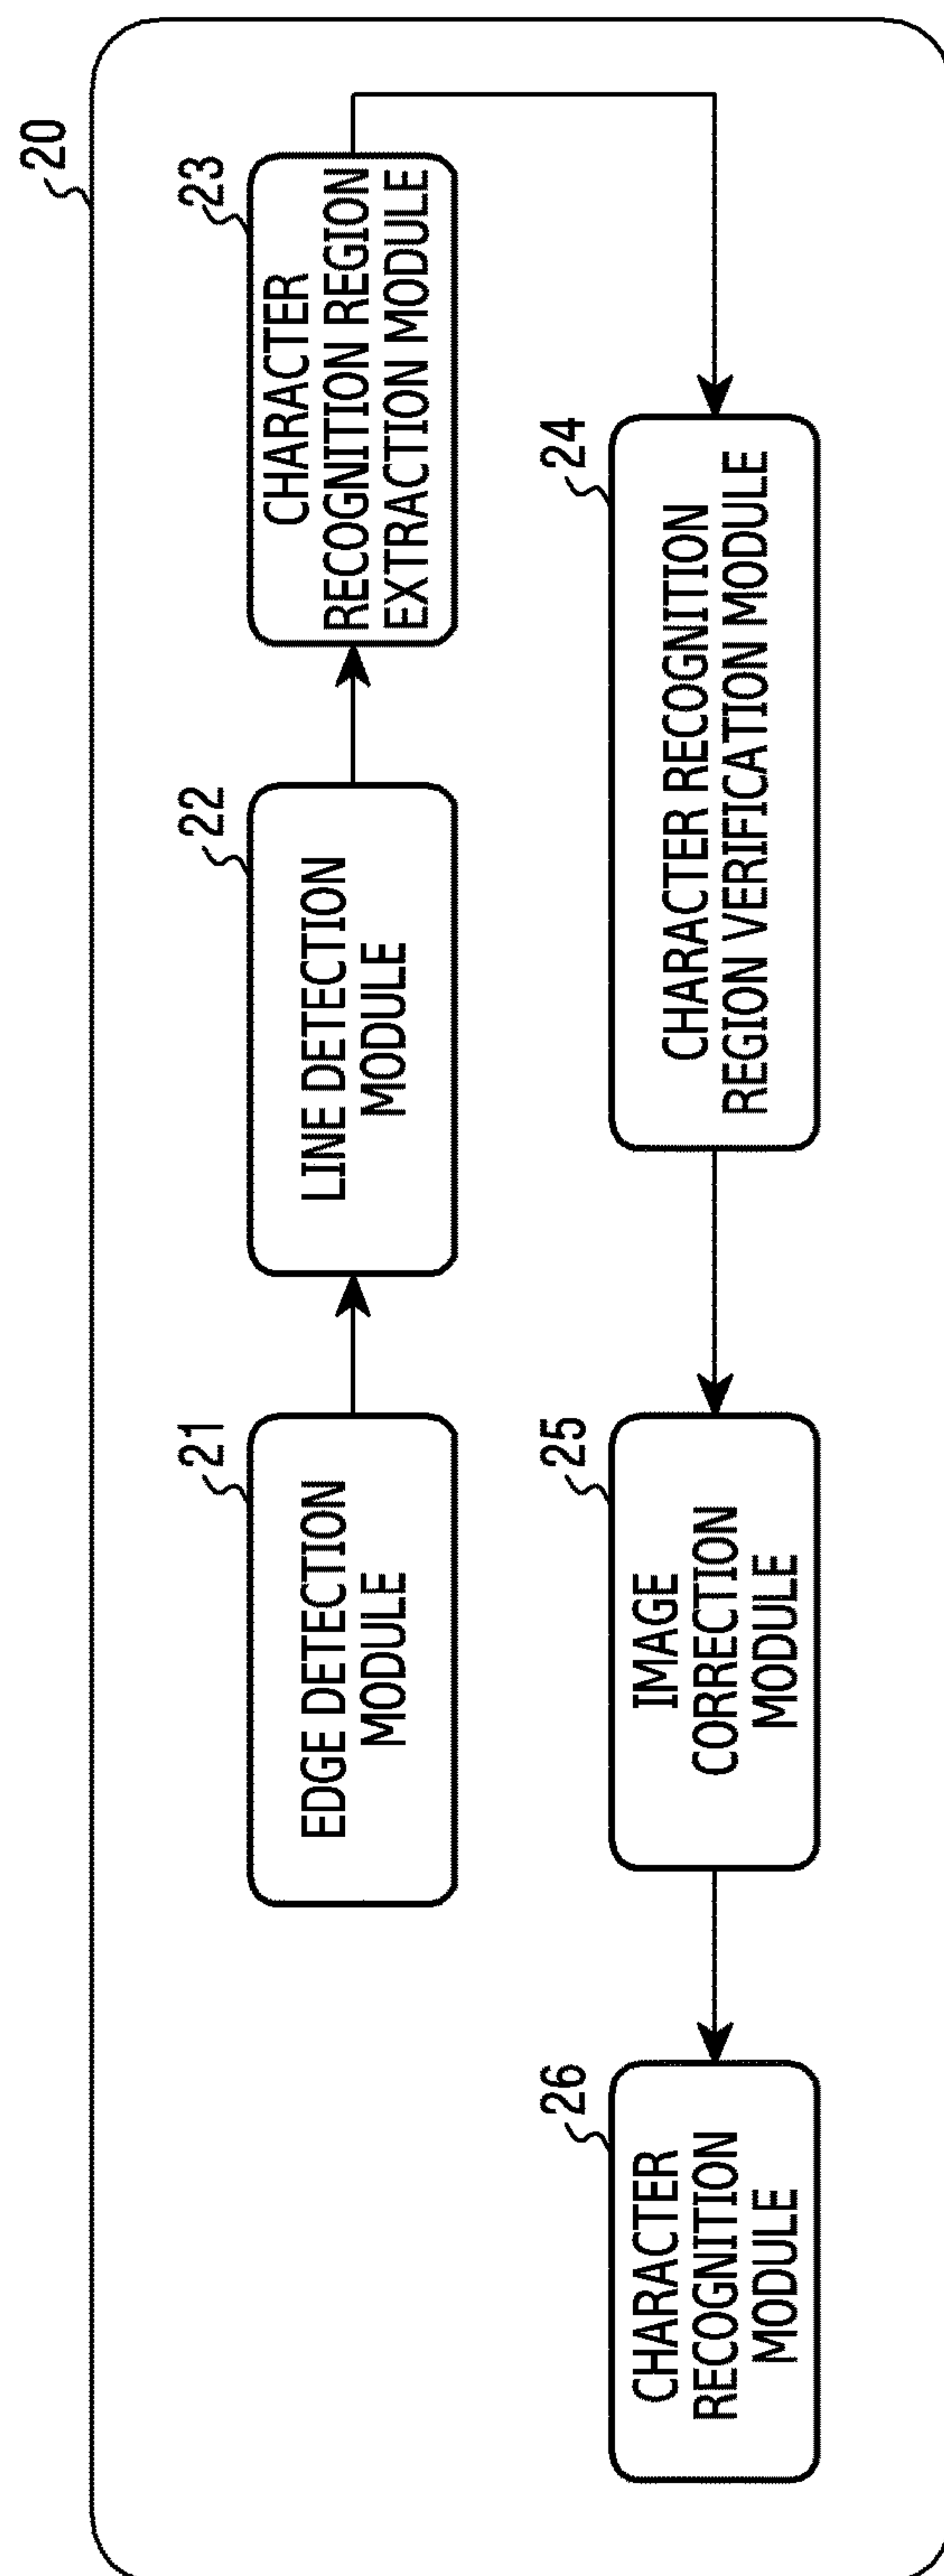 20
21
EDGE DETECTION
MODULE
22
LINE DETECTION
MODULE
23
CHARACTER
RECOGNITION REGION
EXTRACTION MODULE
24
CHARACTER RECOGNITION
REGION VERIFICATION MODULE
25
IMAGE
CORRECTION
MODULE
26
CHARACTER
RECOGNITION
MODULE